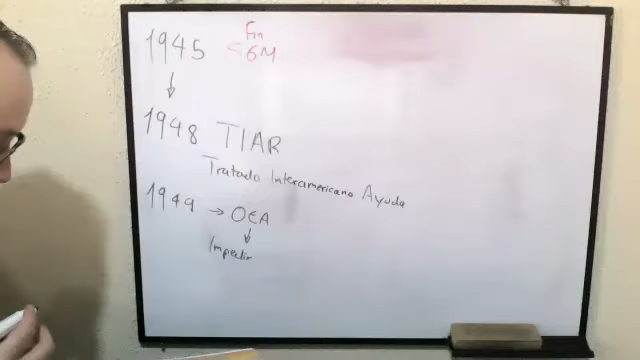 Fin
1945 SGM
↓
1948 TIAR
Tratado Interamericano Ayuda
1949 → OEA
↓
Impedir